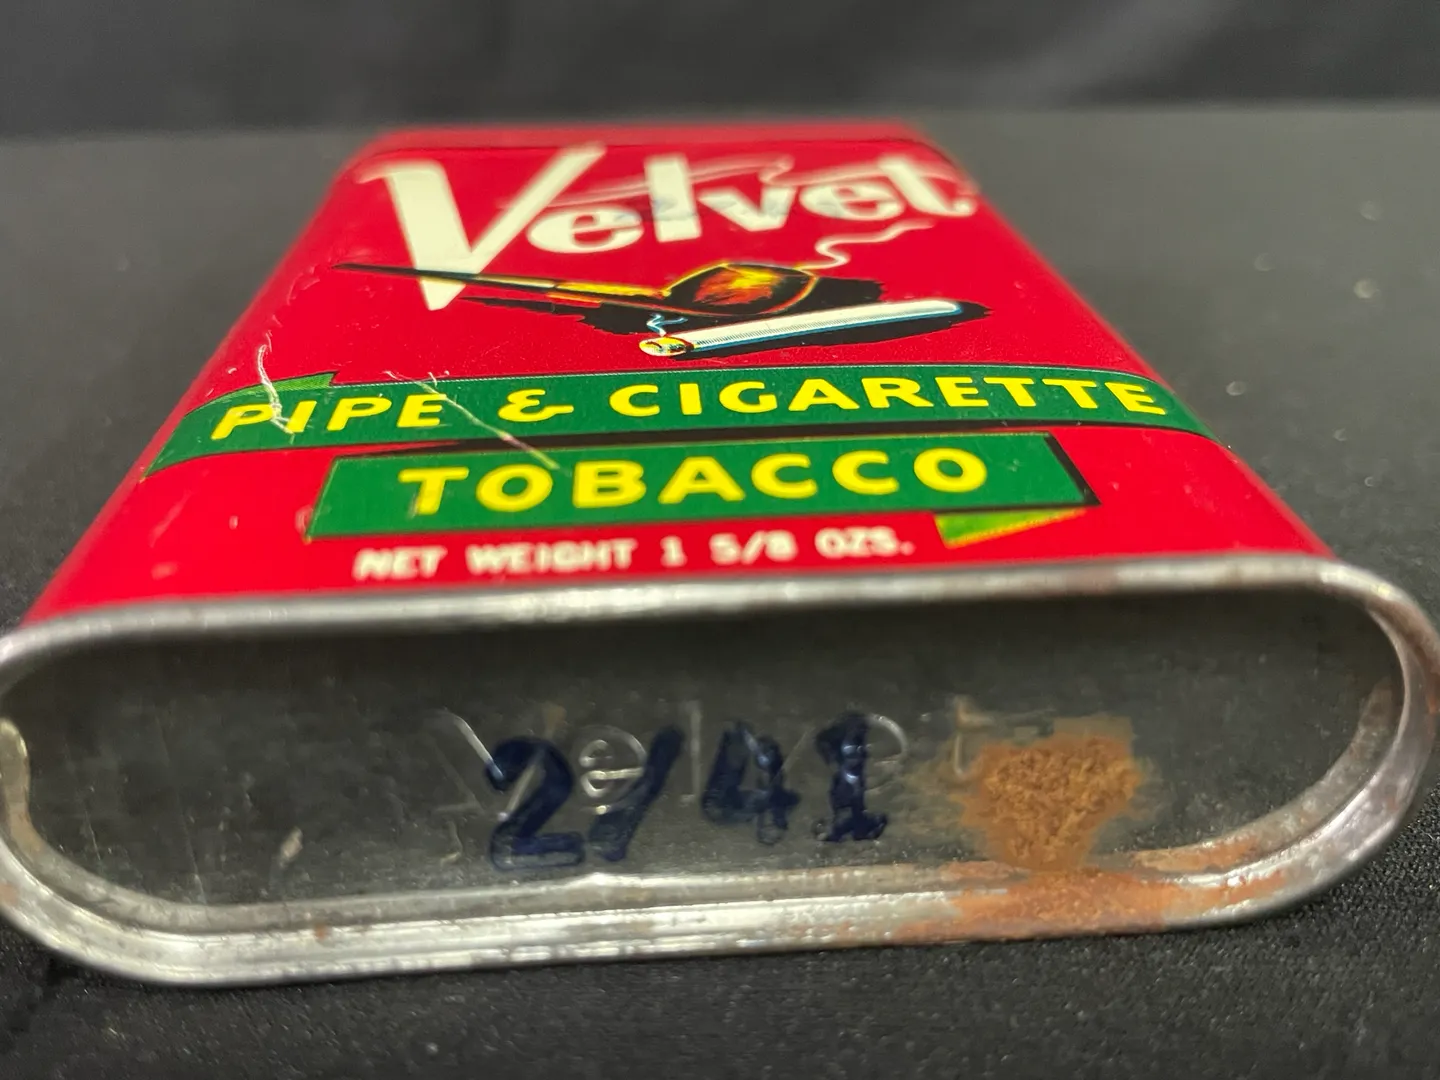 Velvet
PIPE & CIGARETTE
TOBACCO
NET WEIGHT 1 5/8 OZS.
Velvet
2/41